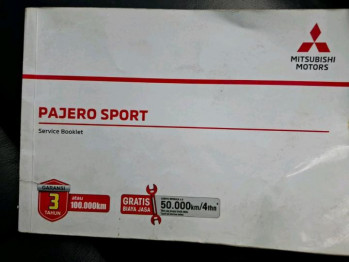 MITSUBISHI
MOTORS
PAJERO SPORT
Service Booklet
GARANSI
3
TAHUN
atau
100.000km
GRATIS
BIAYA JASA
50.000km/4thn*